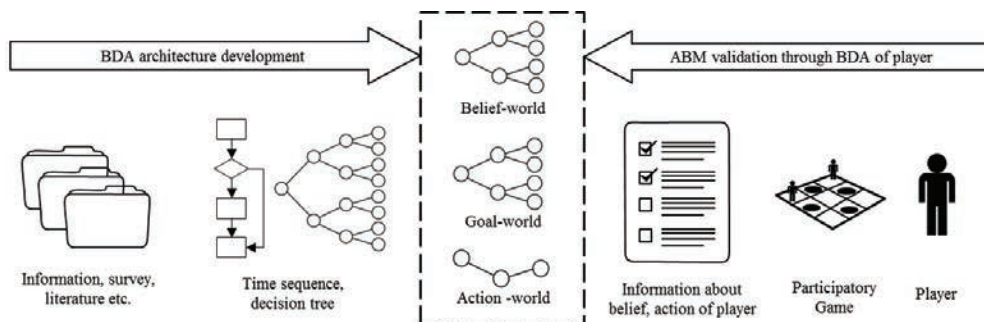 BDA architecture development
ABM validation through BDA of player
Belief-world
Goal-world
Action -world
Information, survey,
literature etc.
Time sequence,
decision tree
Information about
belief, action of player
Participatory
Game
Player